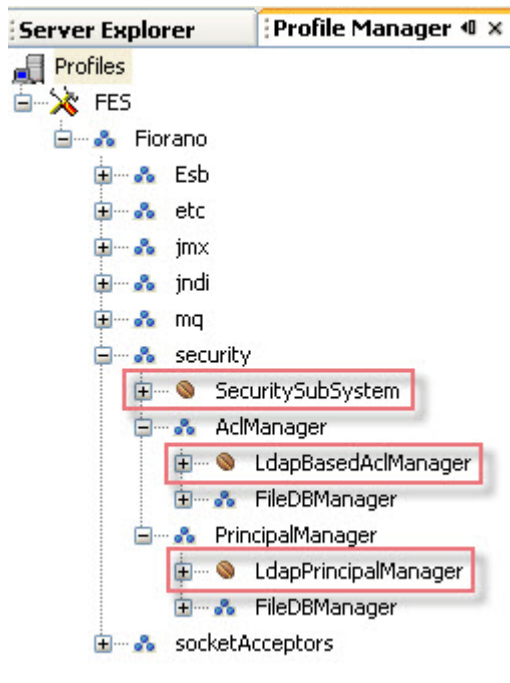 Server Explorer Profile Manager
Profiles
FES
Fiorano
Esb
etc
jmx
jndi
mq
security
SecuritySubSystem
AclManager
LdapBasedAclManager
FileDBManager
PrincipalManager
LdapPrincipalManager
FileDBManager
socketAcceptors